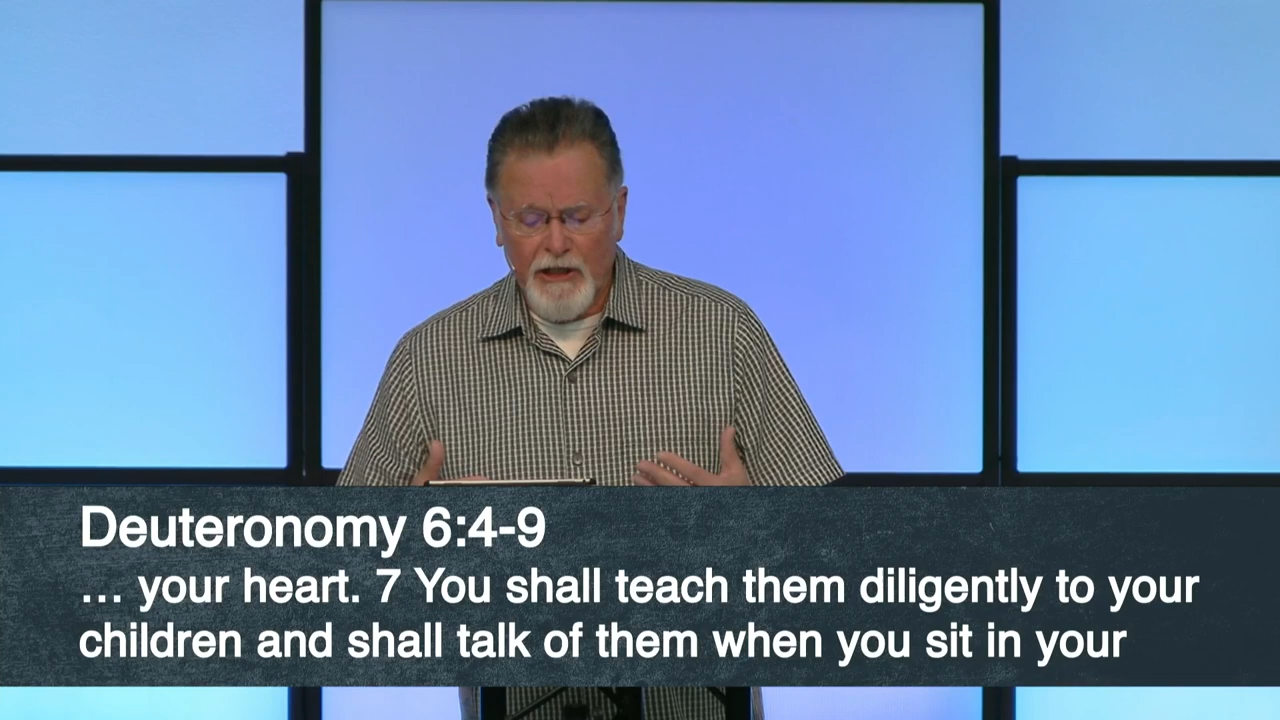 Deuteronomy 6:4-9
… your heart. 7 You shall teach them diligently to your
children and shall talk of them when you sit in your